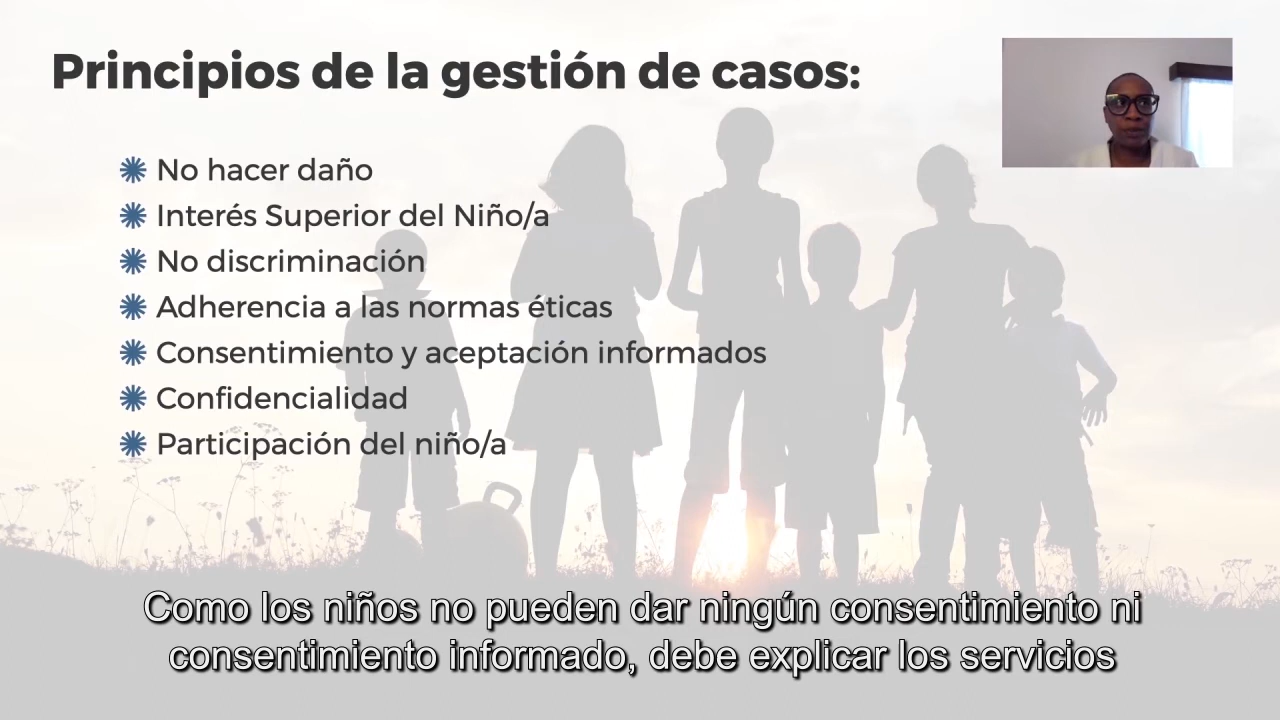 Principios de la gestión de casos:
No hacer daño
Interés Superior del Niño/a
No discriminación
Adherencia a las normas éticas
Consentimiento y aceptación informados
Confidencialidad
Participación del niño/a
Como los niños no pueden dar ningún consentimiento ni
consentimiento informado, debe explicar los servicios